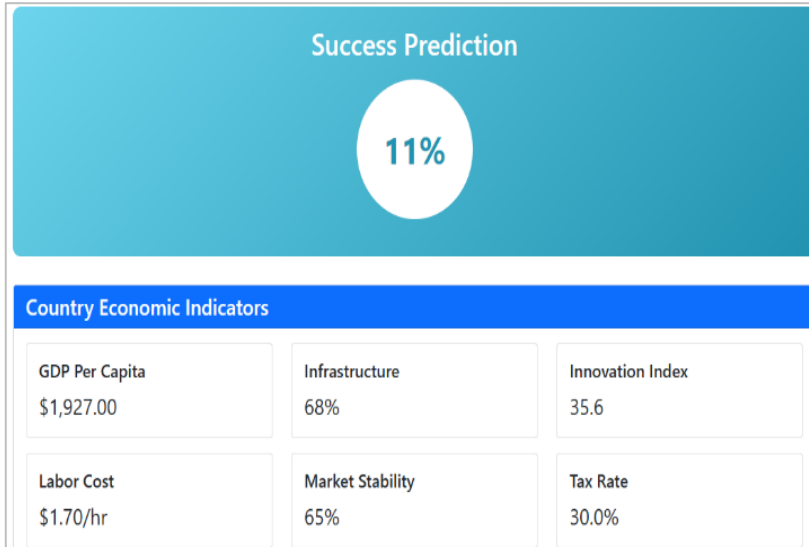 Success Prediction
11%
Country Economic Indicators
GDP Per Capita
$1,927.00
Infrastructure
68%
Innovation Index
35.6
Labor Cost
$1.70/hr
Market Stability
65%
Tax Rate
30.0%